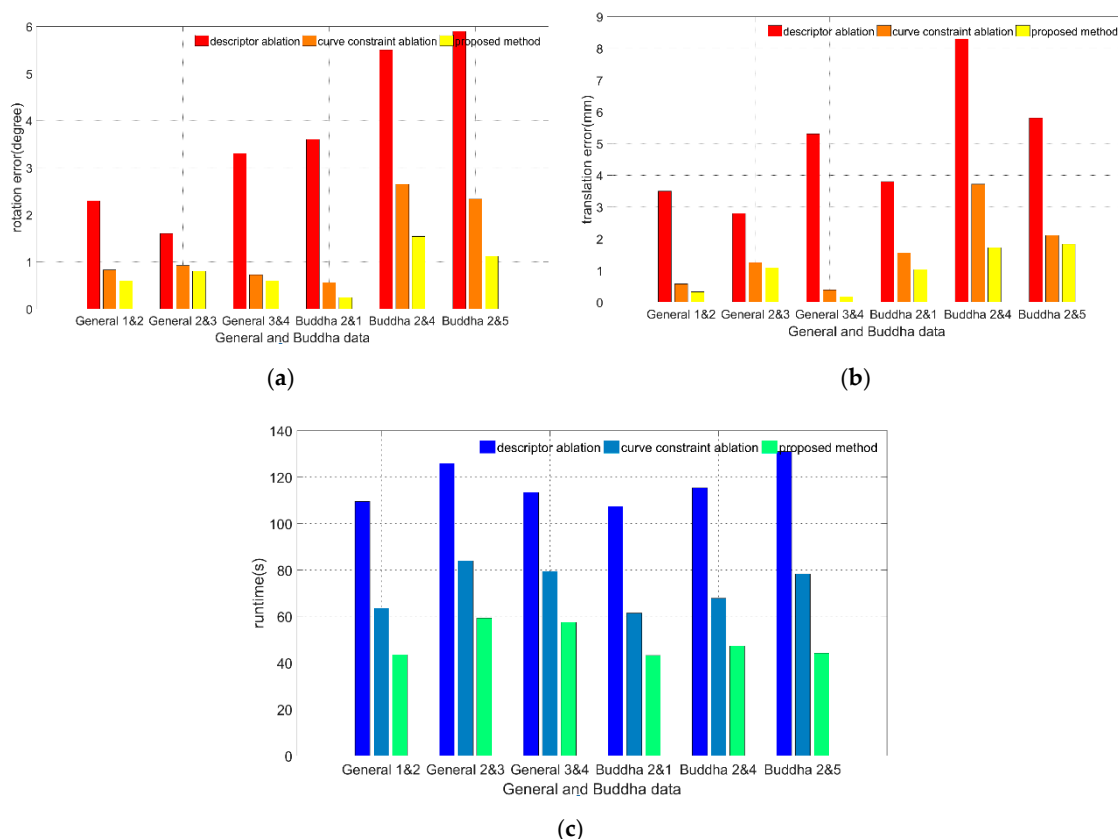 6
5
4
3
2
1
0
rotation error(degree)
descriptor ablation curve constraint ablation proposed method
General 1&2 General 2&3 General 3&4 Buddha 2&1 Buddha 2&4 Buddha 2&5
General and Buddha data
(a)
9
8
7
6
5
4
3
2
1
0
translation error(mm)
descriptor ablation curve constraint ablation proposed method
General 1&2 General 2&3 General 3&4 Buddha 2&1 Buddha 2&4 Buddha 2&5
General and Buddha data
(b)
140
120
100
80
60
40
20
0
runtime(s)
descriptor ablation curve constraint ablation proposed method
General 1&2 General 2&3 General 3&4 Buddha 2&1 Buddha 2&4 Buddha 2&5
General and Buddha data
(c)